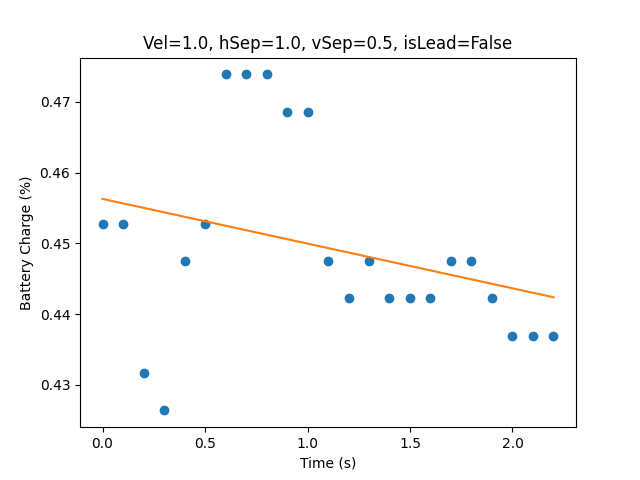 Vel=1.0, hSep=1.0, vSep=0.5, isLead=False
Battery Charge (%)
0.47
0.46
0.45
0.44
0.43
0.0 0.5 1.0 1.5 2.0
Time (s)